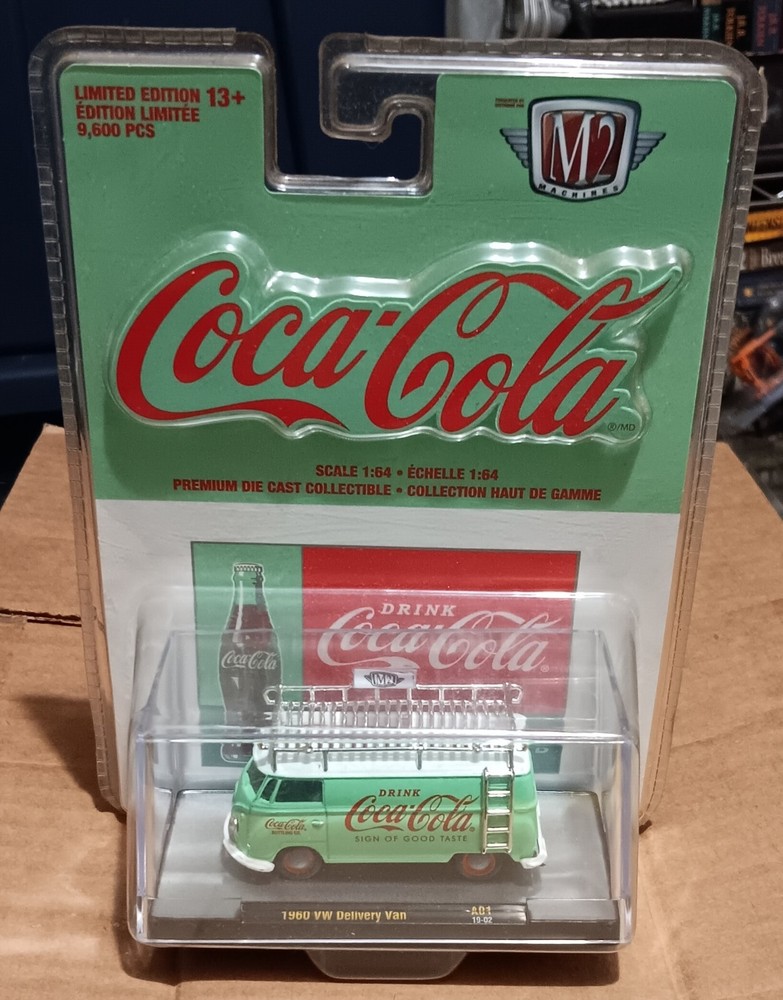 LIMITED EDITION 13+
ÉDITION LIMITÉE
9,600 PCS
M2
MACHINES
Coca-Cola
®/MD
SCALE 1:64 • ÉCHELLE 1:64
PREMIUM DIE CAST COLLECTIBLE • COLLECTION HAUT DE GAMME
DRINK
Coca-Cola®
Coca-Cola
M2
DRINK
Coca-Cola®
SIGN OF GOOD TASTE
Coca-Cola
BOTTLING CO.
1960 VW Delivery Van
A01
19-02